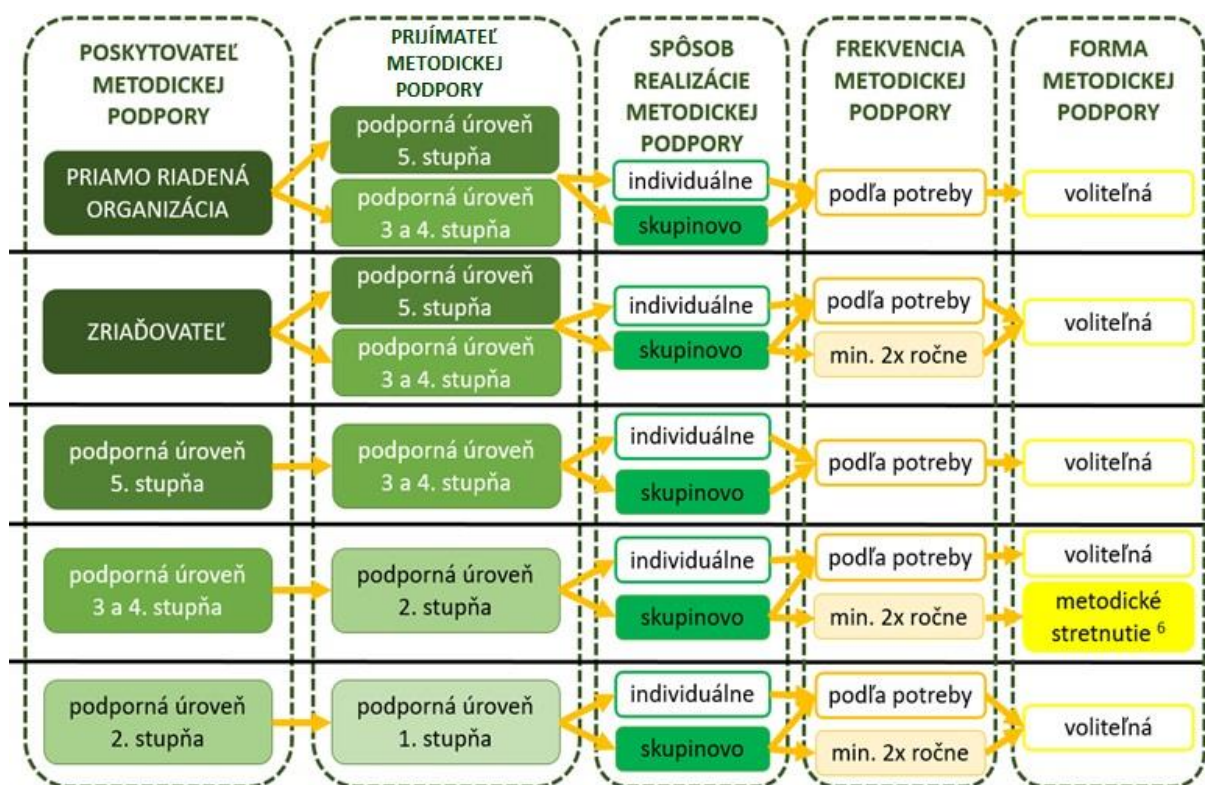 POSKYTOVATEĽ
METODICKEJ
PODPORY
PRIJÍMATEĽ
METODICKEJ
PODPORY
SPÔSOB
REALIZÁCIE
METODICKEJ
PODPORY
FREKVENCIA
METODICKEJ
PODPORY
FORMA
METODICKEJ
PODPORY
PRIAMO RIADENÁ
ORGANIZÁCIA
podporná úroveň
5. stupňa
podporná úroveň
3 a 4. stupňa
individuálne
skupinovo
podľa potreby
voliteľná
ZRIAĎOVATEĽ
podporná úroveň
5. stupňa
podporná úroveň
3 a 4. stupňa
individuálne
skupinovo
podľa potreby
min. 2x ročne
voliteľná
podporná úroveň
5. stupňa
podporná úroveň
3 a 4. stupňa
individuálne
skupinovo
podľa potreby
voliteľná
podporná úroveň
3 a 4. stupňa
podporná úroveň
2. stupňa
individuálne
skupinovo
podľa potreby
min. 2x ročne
voliteľná
metodické
stretnutie ⁶
podporná úroveň
2. stupňa
podporná úroveň
1. stupňa
individuálne
skupinovo
podľa potreby
min. 2x ročne
voliteľná